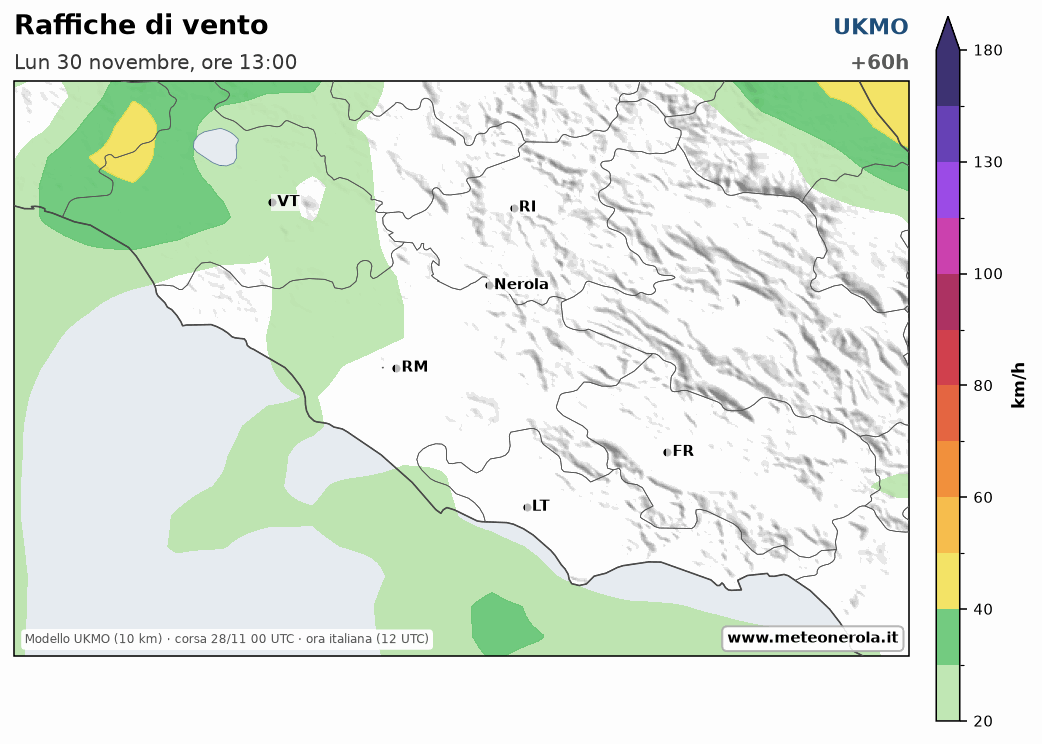 Raffiche di vento
UKMO
Lun 30 novembre, ore 13:00
+60h
VT
RI
Nerola
RM
FR
LT
Modello UKMO (10 km) · corsa 28/11 00 UTC · ora italiana (12 UTC)
www.meteonerola.it
180
130
100
80
60
40
20
km/h